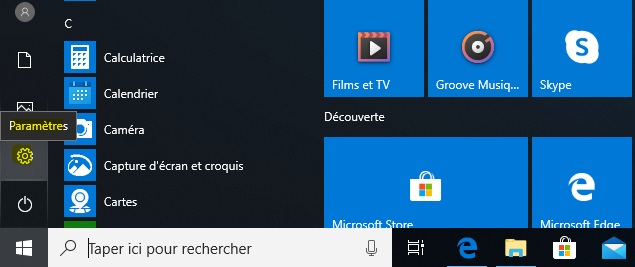 C
Calculatrice
Calendrier
Paramètres
Caméra
Capture d'écran et croquis
Cartes
Films et TV
Groove Musiq...
Skype
Découverte
Microsoft Store
Microsoft Edge
Taper ici pour rechercher